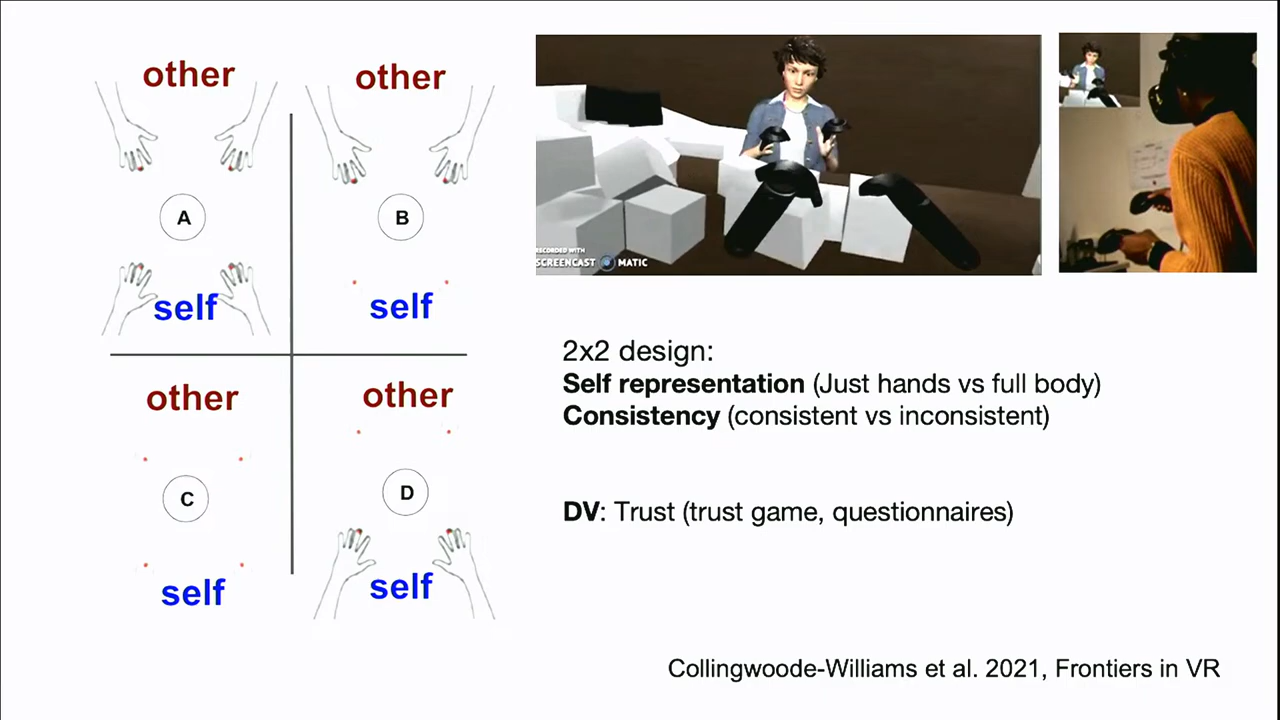 other
other
A
B
self
self
other
other
C
D
self
self
RECORDED WITH
SCREENCAST MATIC
2x2 design:
Self representation (Just hands vs full body)
Consistency (consistent vs inconsistent)
DV: Trust (trust game, questionnaires)
Collingwoode-Williams et al. 2021, Frontiers in VR